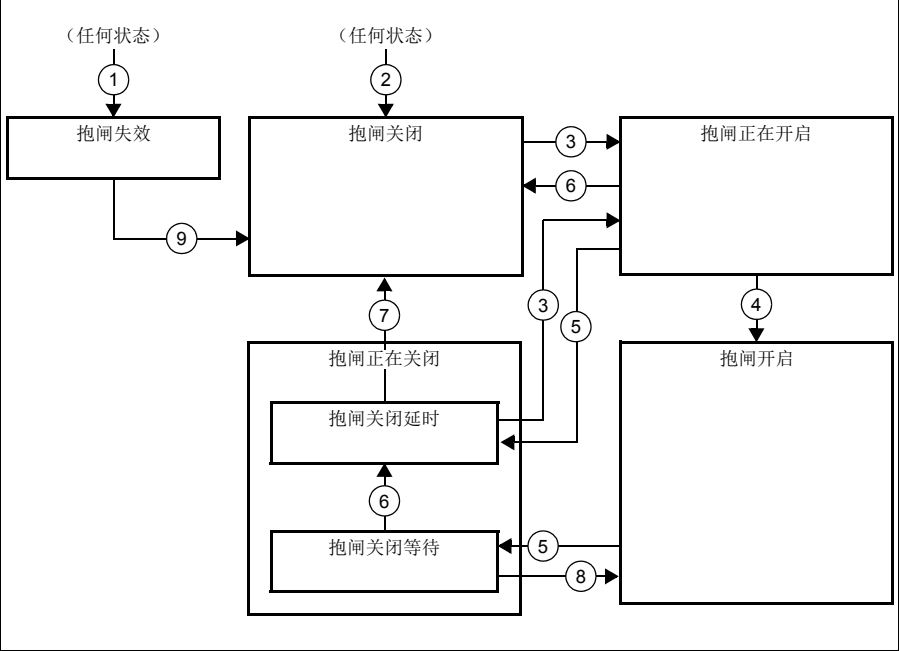 （任何状态）
（任何状态）
1
2
抱闸失效
抱闸关闭
抱闸正在开启
3
6
9
3
5
4
7
抱闸正在关闭
抱闸开启
抱闸关闭延时
6
抱闸关闭等待
5
8